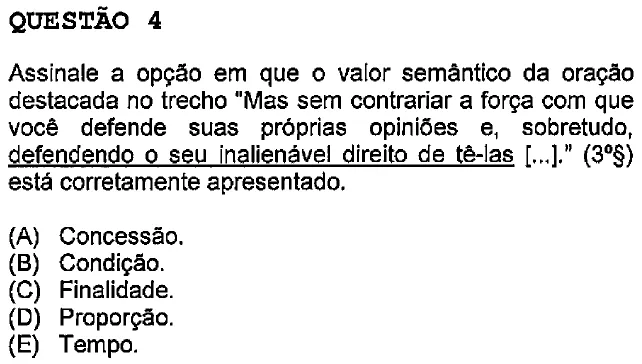 QUESTÃO 4
Assinale a opção em que o valor semântico da oração
destacada no trecho "Mas sem contrariar a força com que
você defende suas próprias opiniões e, sobretudo,
defendendo o seu inalienável direito de tê-las [...]." (3º§)
está corretamente apresentado.
(A) Concessão.
(B) Condição.
(C) Finalidade.
(D) Proporção.
(E) Tempo.